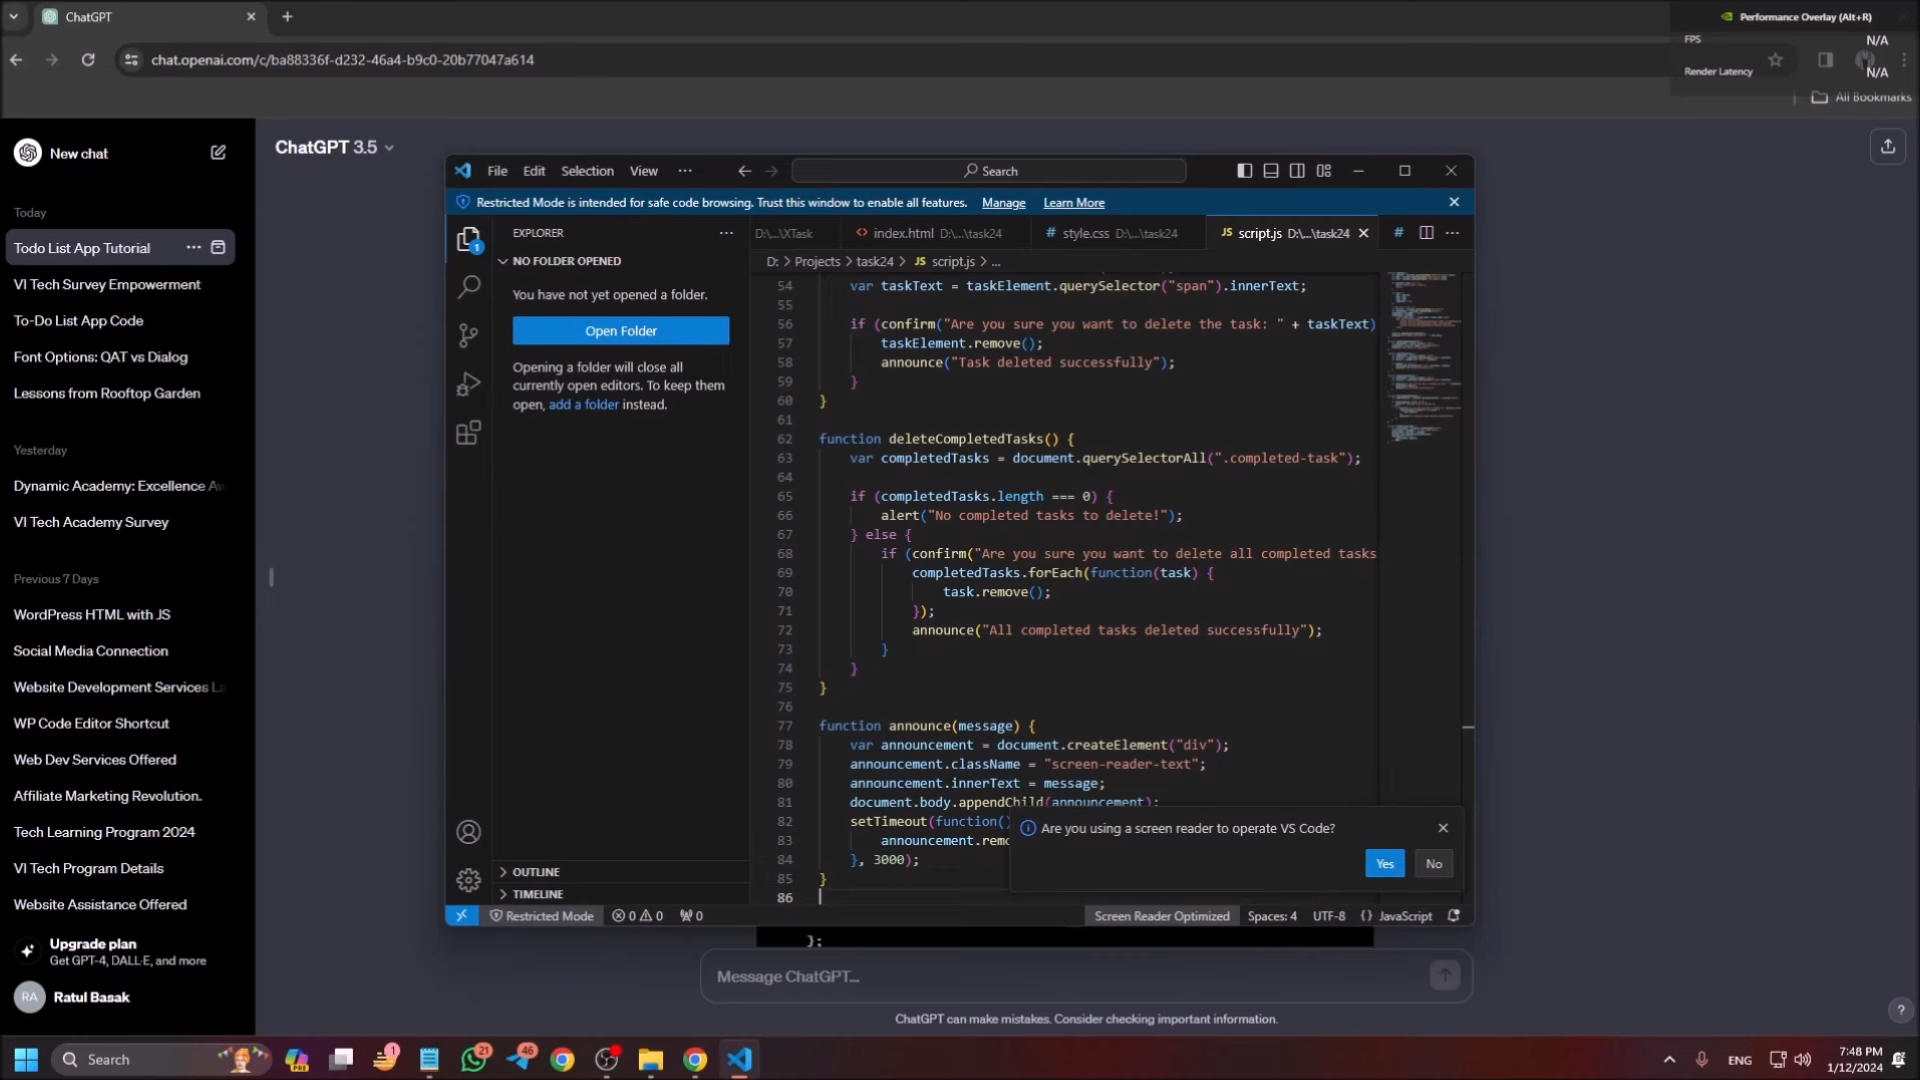 ChatGPT
Performance Overlay (Alt+R)
FPS
N/A
Render Latency
N/A
chat.openai.com/c/ba88336f-d232-46a4-b9c0-20b77047a614
All Bookmarks
New chat
Today
Todo List App Tutorial
VI Tech Survey Empowerment
To-Do List App Code
Font Options: QAT vs Dialog
Lessons from Rooftop Garden
Yesterday
Dynamic Academy: Excellence Aw
VI Tech Academy Survey
Previous 7 Days
WordPress HTML with JS
Social Media Connection
Website Development Services La
WP Code Editor Shortcut
Web Dev Services Offered
Affiliate Marketing Revolution.
Tech Learning Program 2024
VI Tech Program Details
Website Assistance Offered
Upgrade plan
Get GPT-4, DALL·E, and more
RA Ratul Basak
ChatGPT 3.5
File Edit Selection View ··· Search
Restricted Mode is intended for safe code browsing. Trust this window to enable all features. Manage Learn More
EXPLORER
NO FOLDER OPENED
You have not yet opened a folder.
Open Folder
Opening a folder will close all
currently open editors. To keep them
open, add a folder instead.
OUTLINE
TIMELINE
D:\...\XTask <> index.html D:\...\task24 # style.css D:\...\task24 JS script.js D:\...\task24 #
D: > Projects > task24 > JS script.js > ...
54 var taskText = taskElement.querySelector("span").innerText;
55
56 if (confirm("Are you sure you want to delete the task: " + taskText)
57 taskElement.remove();
58 announce("Task deleted successfully");
59 }
60 }
61
62 function deleteCompletedTasks() {
63 var completedTasks = document.querySelectorAll(".completed-task");
64
65 if (completedTasks.length === 0) {
66 alert("No completed tasks to delete!");
67 } else {
68 if (confirm("Are you sure you want to delete all completed tasks
69 completedTasks.forEach(function(task) {
70 task.remove();
71 });
72 announce("All completed tasks deleted successfully");
73 }
74 }
75 }
76
77 function announce(message) {
78 var announcement = document.createElement("div");
79 announcement.className = "screen-reader-text";
80 announcement.innerText = message;
81 document.body.appendChild(announcement);
82 setTimeout(function()
83 announcement.remo
84 }, 3000);
85 }
86
Are you using a screen reader to operate VS Code?
Yes No
1
Restricted Mode 0 0 0 Screen Reader Optimized Spaces: 4 UTF-8 {} JavaScript
};
Message ChatGPT...
ChatGPT can make mistakes. Consider checking important information.
?
Search
PRE
1
21
46
ENG
7:48 PM
1/12/2024